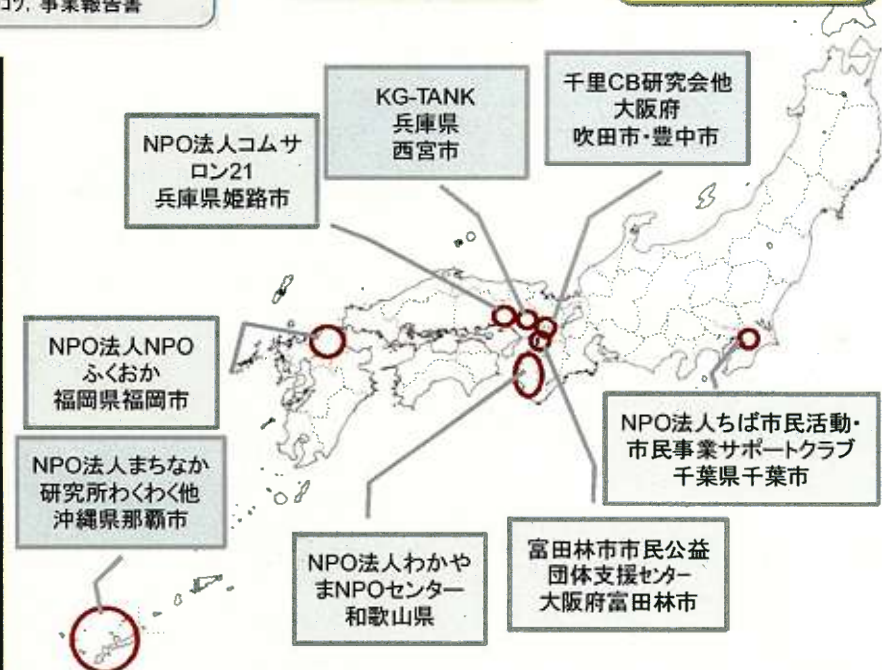 事業報告書
KG-TANK
兵庫県
西宮市
千里CB研究会他
大阪府
吹田市・豊中市
NPO法人コムサ
ロン21
兵庫県姫路市
NPO法人NPO
ふくおか
福岡県福岡市
NPO法人ちば市民活動・
市民事業サポートクラブ
千葉県千葉市
NPO法人まちなか
研究所わくわく他
沖縄県那覇市
NPO法人わかや
まNPOセンター
和歌山県
富田林市市民公益
団体支援センター
大阪府富田林市